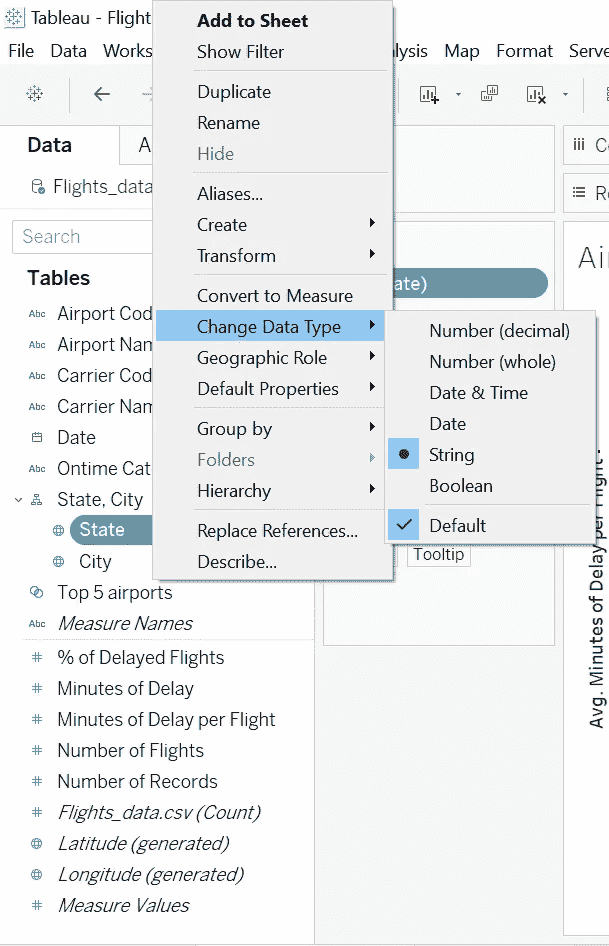 Tableau - Flight
File Data Works alysis Map Format Serve
Add to Sheet
Show Filter
Duplicate
Rename
Hide
Aliases...
Create
Transform
Convert to Measure
Change Data Type
Geographic Role
Default Properties
Group by
Folders
Hierarchy
Replace References...
Describe...
Number (decimal)
Number (whole)
Date & Time
Date
String
Boolean
Default
Data A
Flights_data
Search
Tables
Abc Airport Cod
Abc Airport Nam
Abc Carrier Cod
Abc Carrier Nam
Date
Abc Ontime Cat
State, City
State
City
Top 5 airports
Abc Measure Names
# % of Delayed Flights
# Minutes of Delay
# Minutes of Delay per Flight
# Number of Flights
# Number of Records
# Flights_data.csv (Count)
Latitude (generated)
Longitude (generated)
# Measure Values
ate)
Tooltip
iii C
R
Air
Avg. Minutes of Delay per Flight